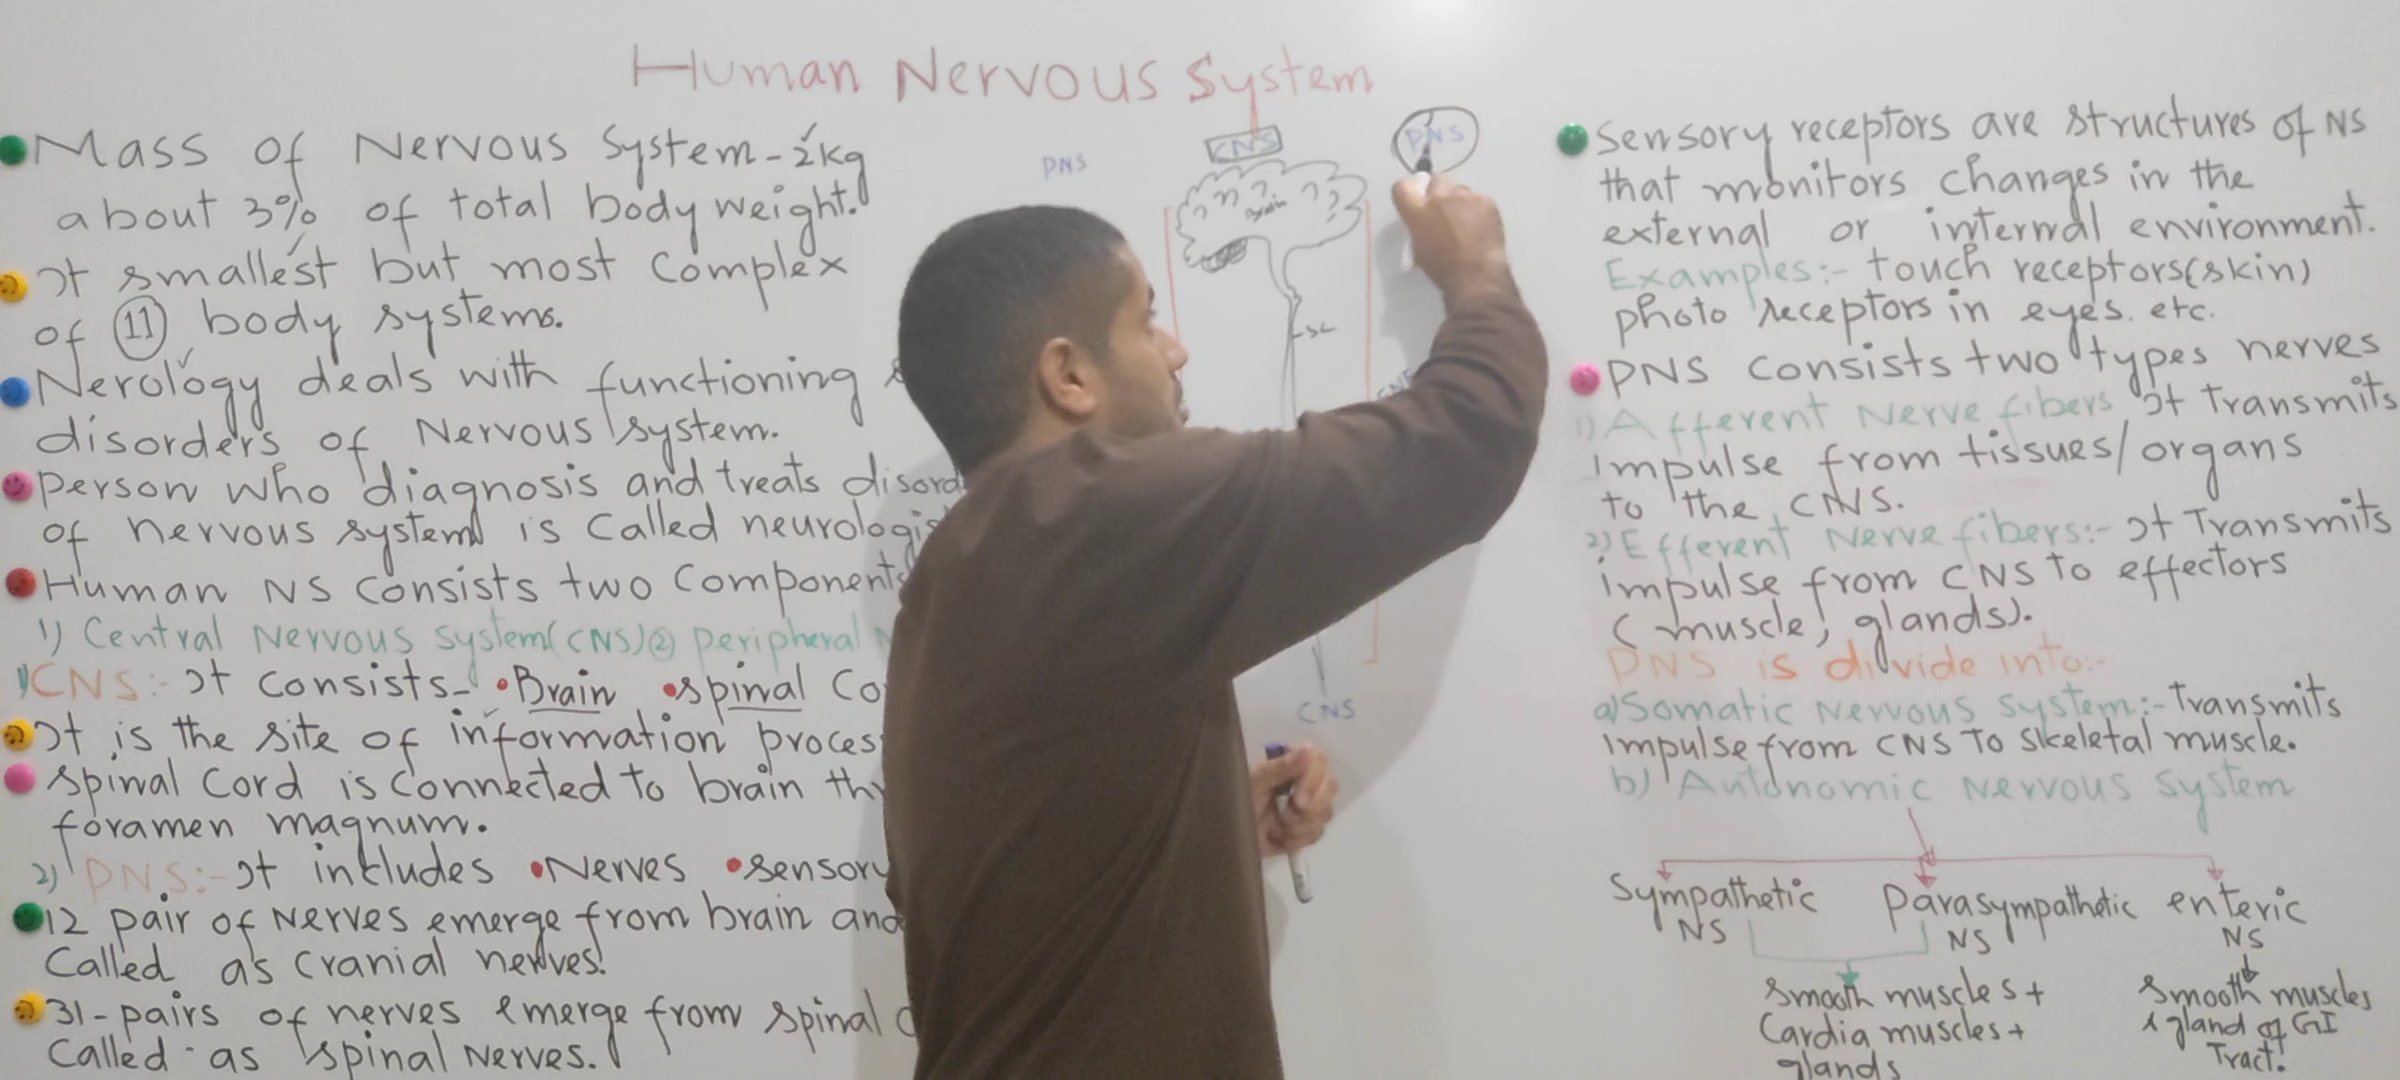 Human Nervous System
Mass of Nervous System - 2kg
about 3% of total body weight.
It smallest but most complex
of 11 body systems.
Nerology deals with functioning
disorders of Nervous system.
person who diagnosis and treats disord
of nervous system is called neurologis
Human NS consists two components
1) Central Nervous System(CNS) 2) peripheral N
1) CNS:- It consists - • Brain • spinal Co
It is the site of information proces
spinal cord is connected to brain thr
foramen magnum.
2) PNS:- It includes • Nerves • sensory
12 pair of nerves emerge from brain and
called as cranial nerves.
31-pairs of nerves emerge from spinal c
called as spinal nerves.
PNS
CNS
PNS
Brain
SC
CNS
Sensory receptors are structures of NS
that monitors changes in the
external or internal environment.
Examples:- touch receptors(skin)
photo receptors in eyes. etc.
PNS consists two types nerves
1) Afferent Nerve fibers It Transmits
impulse from tissues/organs
to the CNS.
2) Efferent Nerve fibers:- It Transmits
impulse from CNS to effectors
(muscle, glands).
PNS is divide into:-
a) Somatic Nervous System:- Transmits
impulse from CNS To skeletal muscle.
b) Autonomic Nervous System
Sympathetic NS
Parasympathetic NS
enteric NS
Smooth muscles +
Cardia muscles +
glands
Smooth muscles
& gland of GI
Tract.